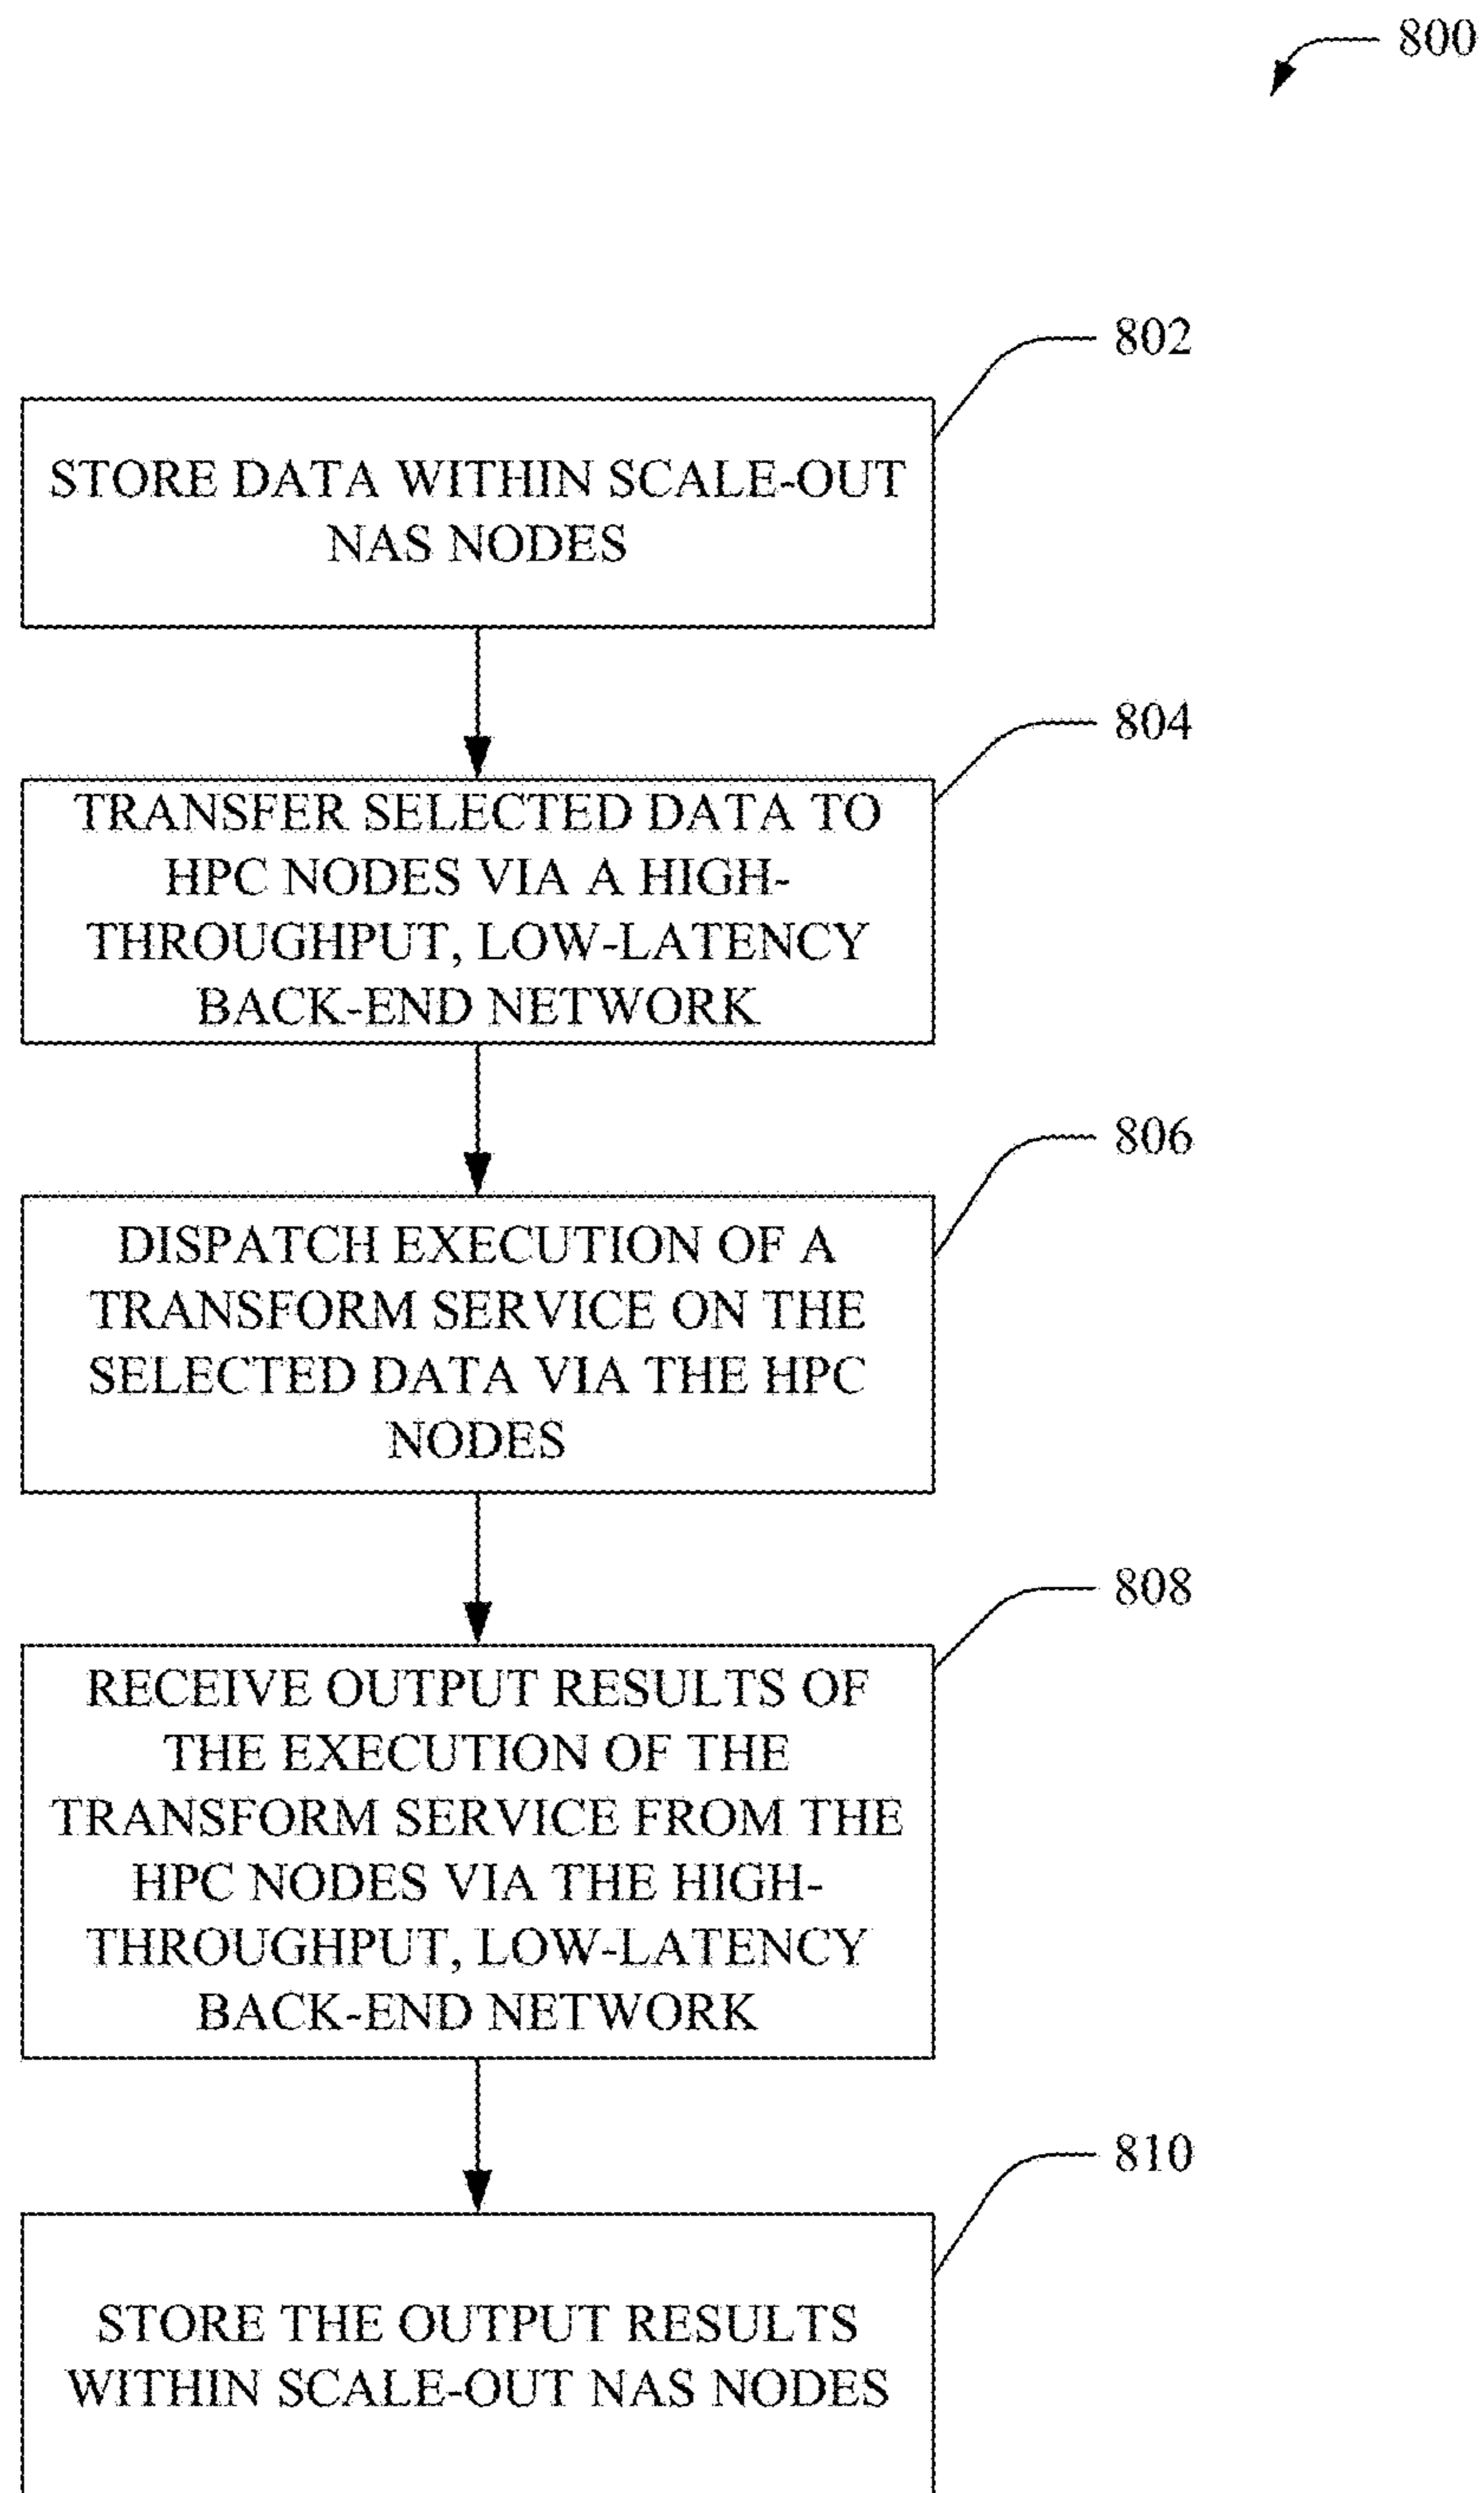 800
802
STORE DATA WITHIN SCALE-OUT
NAS NODES
804
TRANSFER SELECTED DATA TO
HPC NODES VIA A HIGH-
THROUGHPUT, LOW-LATENCY
BACK-END NETWORK
806
DISPATCH EXECUTION OF A
TRANSFORM SERVICE ON THE
SELECTED DATA VIA THE HPC
NODES
808
RECEIVE OUTPUT RESULTS OF
THE EXECUTION OF THE
TRANSFORM SERVICE FROM THE
HPC NODES VIA THE HIGH-
THROUGHPUT, LOW-LATENCY
BACK-END NETWORK
810
STORE THE OUTPUT RESULTS
WITHIN SCALE-OUT NAS NODES